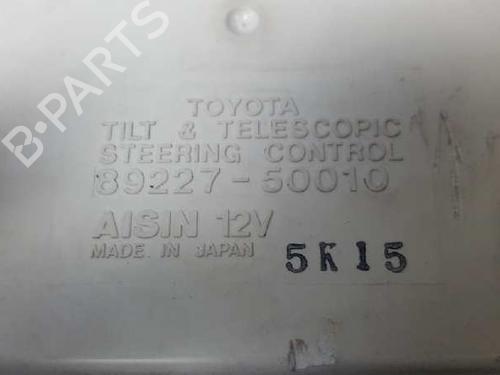 TOYOTA
TILT & TELESCOPIC
STEERING CONTROL
89227-50010
AISIN 12V
MADE IN JAPAN
5K15
B-PARTS